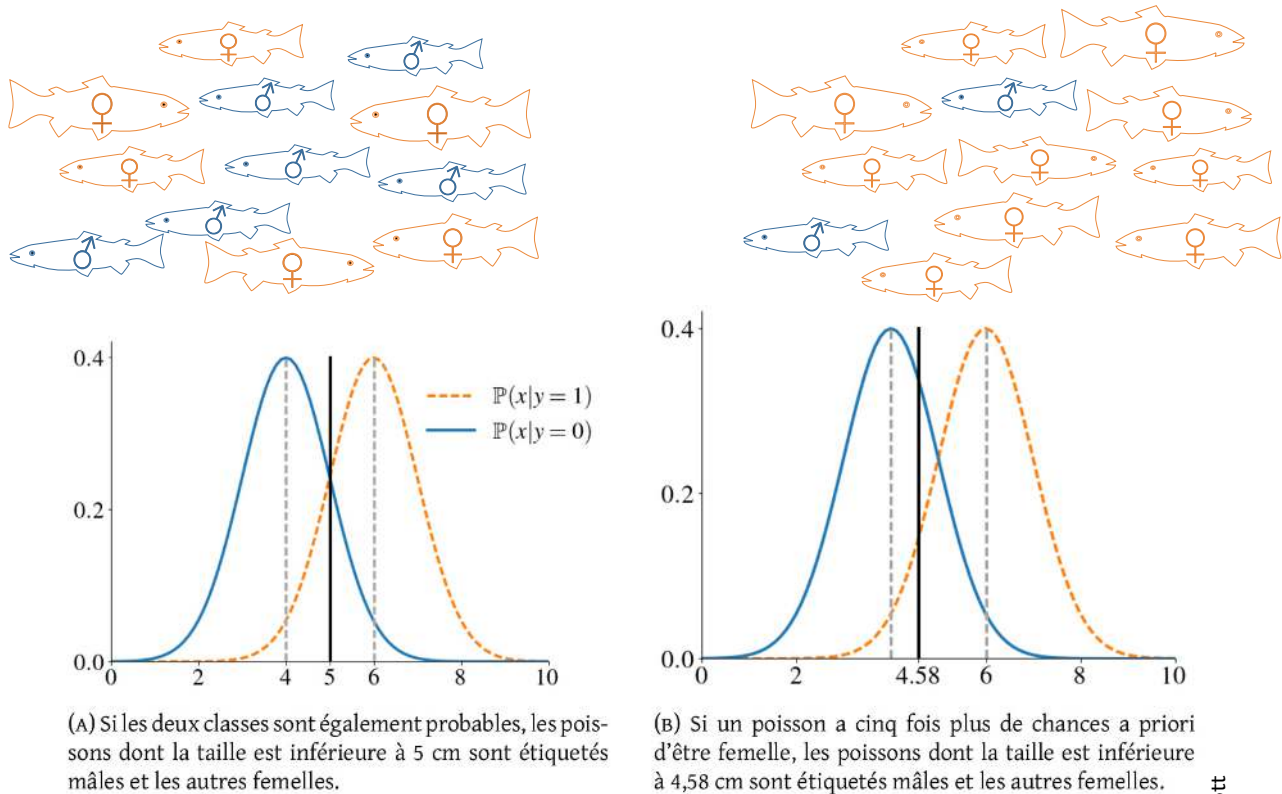 0.4
0.2
0.0
0
2
4
5
6
8
10
ℙ(x|y = 1)
ℙ(x|y = 0)
(A) Si les deux classes sont également probables, les pois-
sons dont la taille est inférieure à 5 cm sont étiquetés
mâles et les autres femelles.
0.4
0.2
0.0
0
2
4.58
6
8
10
(B) Si un poisson a cinq fois plus de chances a priori
d'être femelle, les poissons dont la taille est inférieure
à 4,58 cm sont étiquetés mâles et les autres femelles.